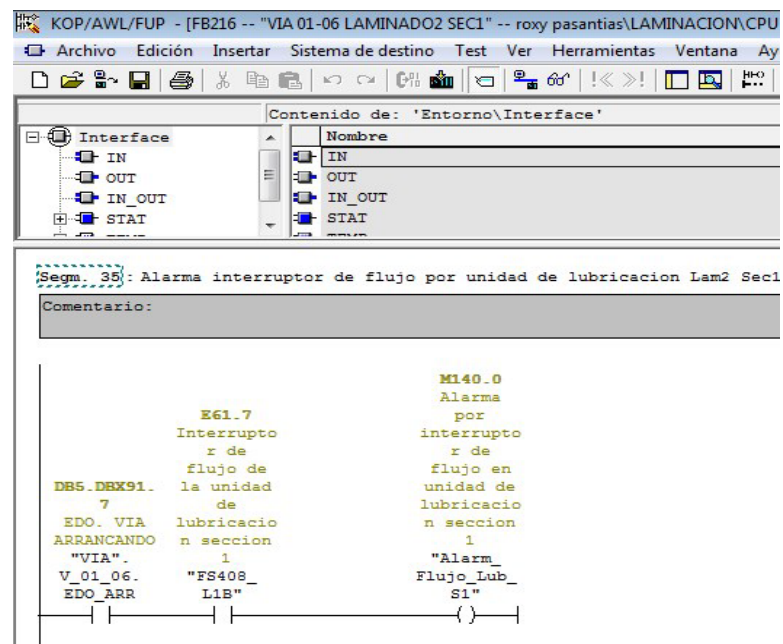 KOP/AWL/FUP - [FB216 -- "VIA 01-06 LAMINADO2 SEC1" -- roxy pasantias\LAMINACION\CPU
Archivo Edición Insertar Sistema de destino Test Ver Herramientas Ventana Ay
Contenido de: 'Entorno\Interface'
Interface
IN
OUT
IN_OUT
STAT
TEMP
Nombre
IN
OUT
IN_OUT
STAT
TEMP
Segm. 35: Alarma interruptor de flujo por unidad de lubricacion Lam2 Sec1
Comentario:
DB5.DBX91.
7
EDO. VIA
ARRANCANDO
"VIA".
V_01_06.
EDO_ARR
E61.7
Interrupto
r de
flujo de
la unidad
de
lubricacio
n seccion
1
"FS408_
L1B"
M140.0
Alarma
por
interrupto
r de
flujo en
unidad de
lubricacio
n seccion
1
"Alarm_
Flujo_Lub_
S1"